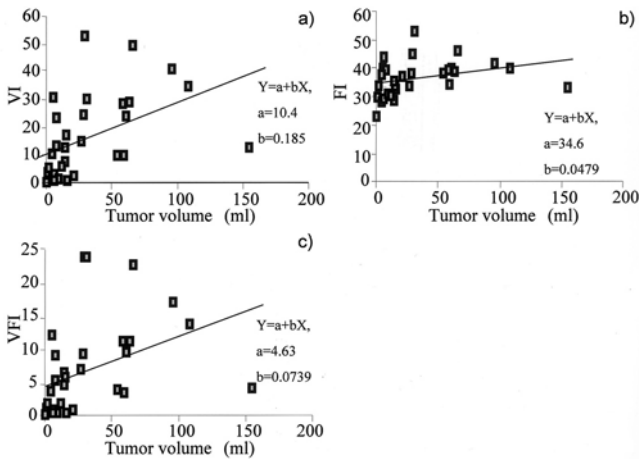 a)
60
50
40
30
20
10
0
VI
0
50
100
150
200
Tumor volume (ml)
Y=a+bX,
a=10.4
b=0.185
b)
60
50
40
30
20
10
0
FI
0
50
100
150
200
Tumor volume (ml)
Y=a+bX,
a=34.6
b=0.0479
c)
25
20
15
10
5
0
VFI
0
50
100
150
200
Tumor volume (ml)
Y=a+bX,
a=4.63
b=0.0739